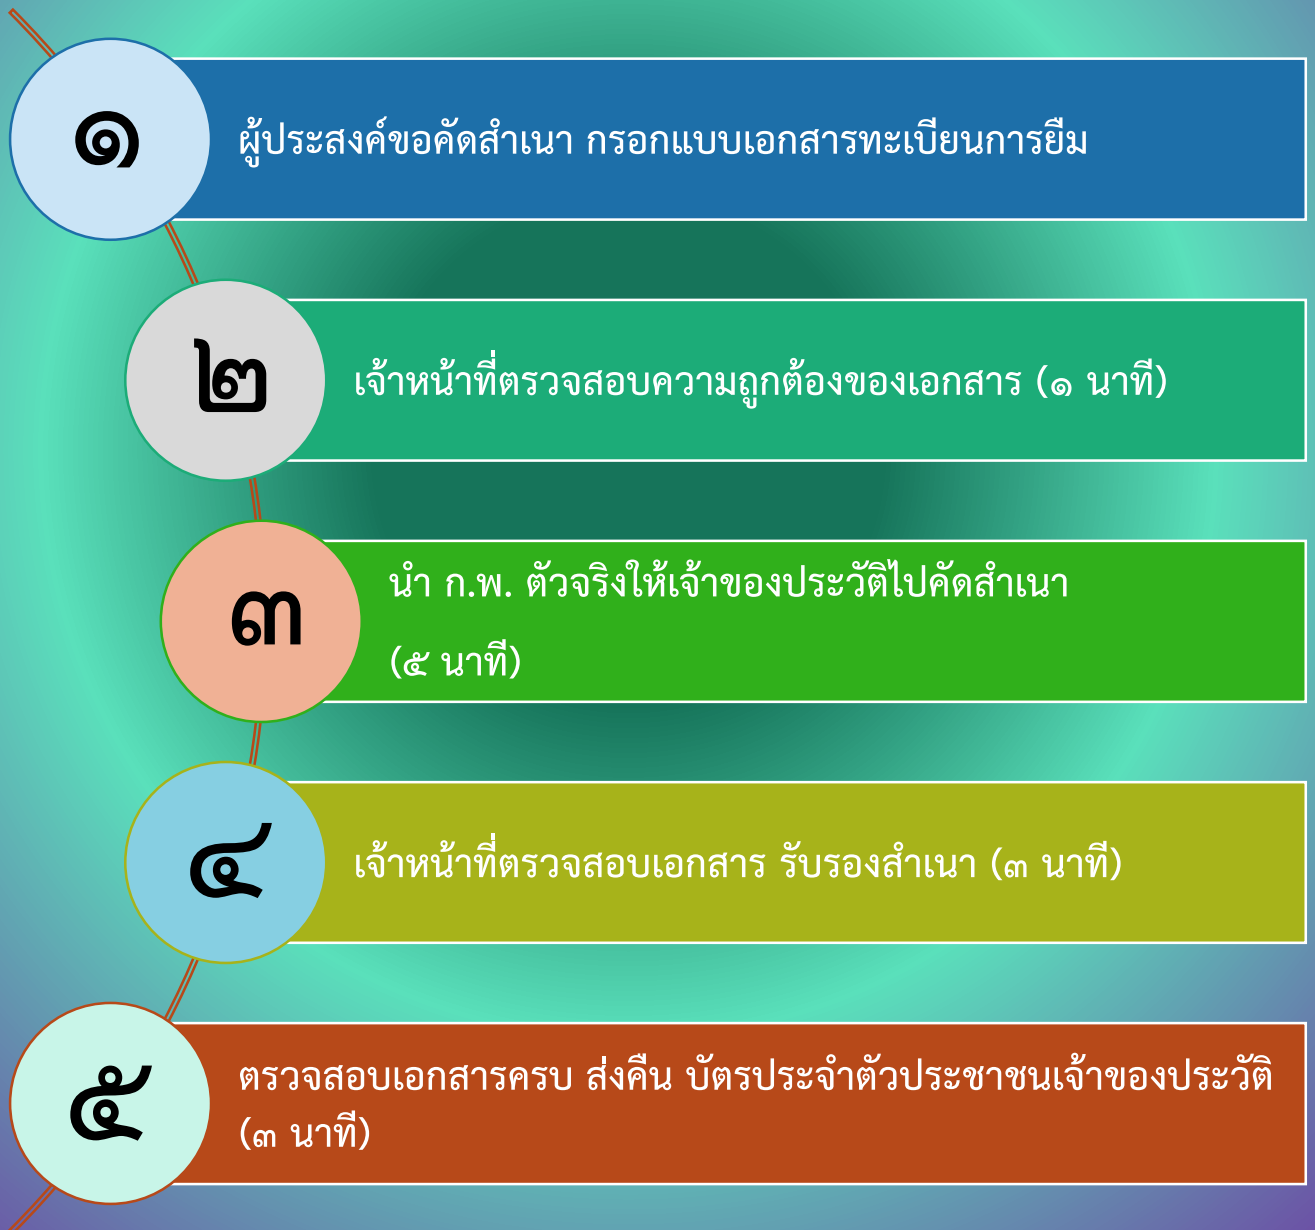 ๑
ผู้ประสงค์ขอคัดสำเนา กรอกแบบเอกสารทะเบียนการยืม
๒
เจ้าหน้าที่ตรวจสอบความถูกต้องของเอกสาร (๑ นาที)
๓
นำ ก.พ. ตัวจริงให้เจ้าของประวัติไปคัดสำเนา
(๕ นาที)
๔
เจ้าหน้าที่ตรวจสอบเอกสาร รับรองสำเนา (๓ นาที)
๕
ตรวจสอบเอกสารครบ ส่งคืน บัตรประจำตัวประชาชนเจ้าของประวัติ
(๓ นาที)